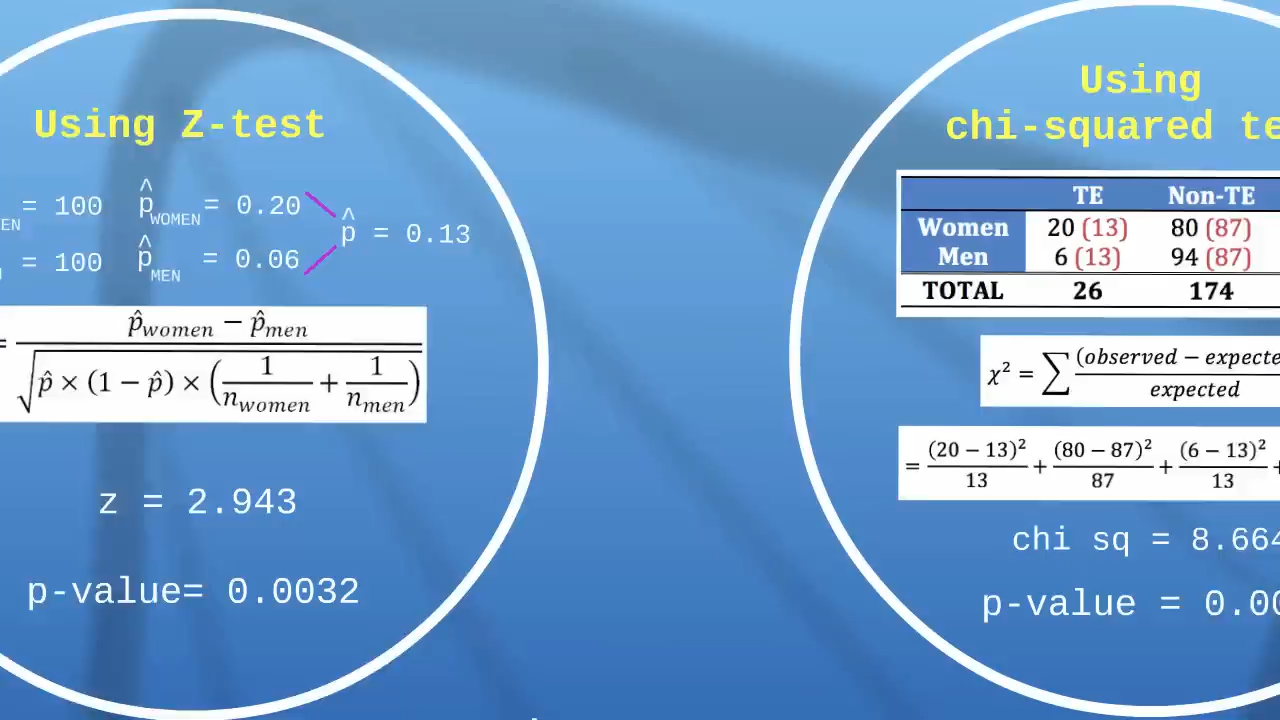 Using Z-test
EN = 100 p̂WOMEN = 0.20
= 100 p̂MEN = 0.06
p̂ = 0.13
= p̂women − p̂men
√p̂ × (1 − p̂) × (1/nwomen + 1/nmen)
z = 2.943
p-value= 0.0032
Using
chi-squared te
TE Non-TE
Women 20 (13) 80 (87)
Men 6 (13) 94 (87)
TOTAL 26 174
χ² = ∑ (observed − expecte
expected
= (20 − 13)²/13 + (80 − 87)²/87 + (6 − 13)²/13 +
chi sq = 8.664
p-value = 0.00